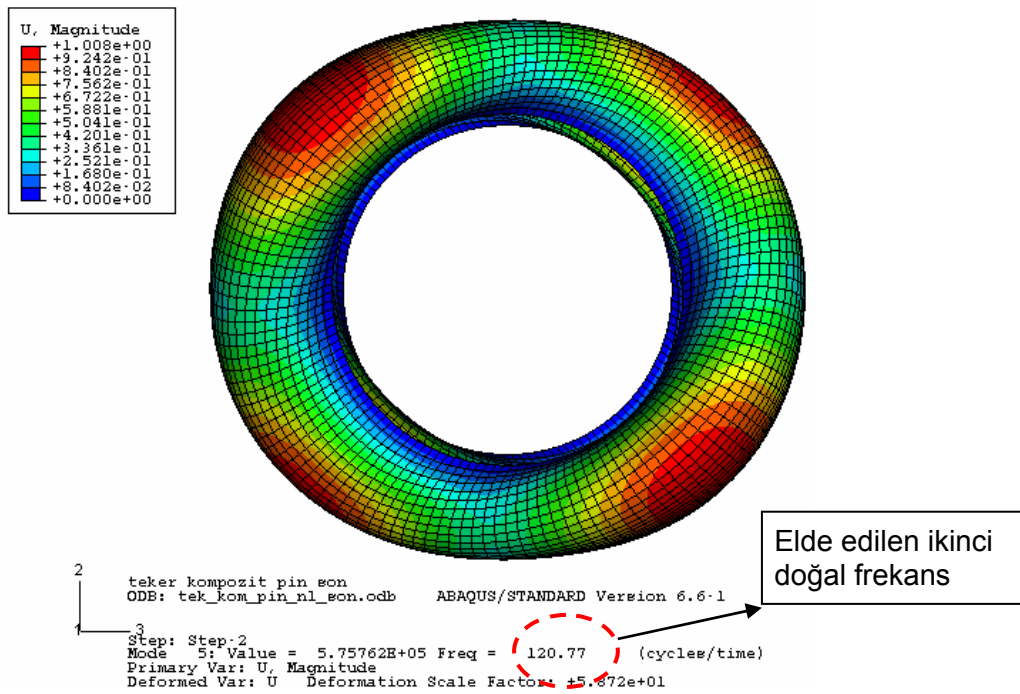 U, Magnitude
+1.008e+00
+9.242e-01
+8.402e-01
+7.562e-01
+6.722e-01
+5.881e-01
+5.041e-01
+4.201e-01
+3.361e-01
+2.521e-01
+1.680e-01
+8.402e-02
+0.000e+00
Elde edilen ikinci
doğal frekans
2
1
3
teker kompozit pin son
ODB: tek_kom_pin_nl_son.odb ABAQUS/STANDARD Version 6.6-1
Step: Step-2
Mode 5: Value = 5.75762E+05 Freq = 120.77 (cycles/time)
Primary Var: U, Magnitude
Deformed Var: U Deformation Scale Factor: +5.872e+01